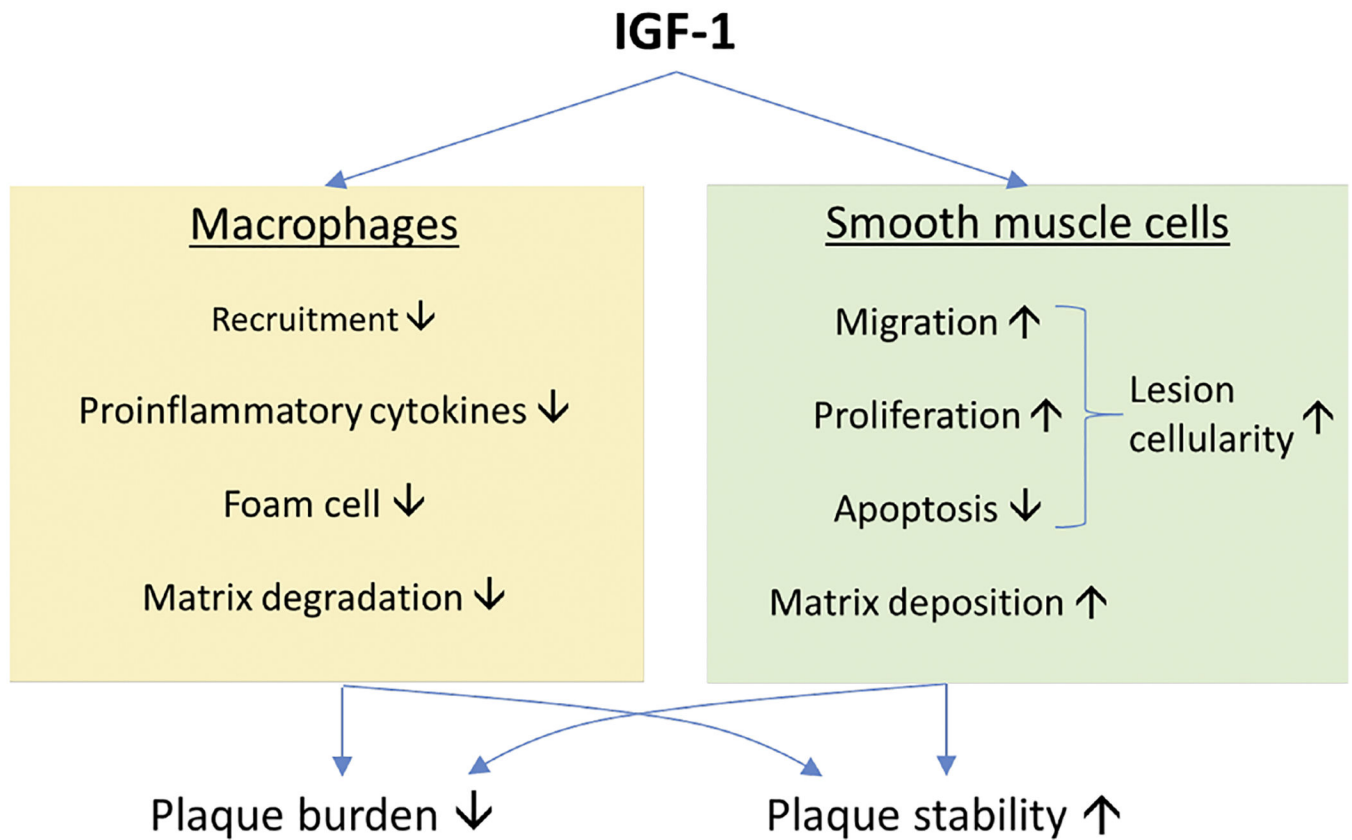 IGF-1
Macrophages
Recruitment ↓
Proinflammatory cytokines ↓
Foam cell ↓
Matrix degradation ↓
Smooth muscle cells
Migration ↑
Proliferation ↑
Apoptosis ↓
Lesion
cellularity ↑
Matrix deposition ↑
Plaque burden ↓
Plaque stability ↑